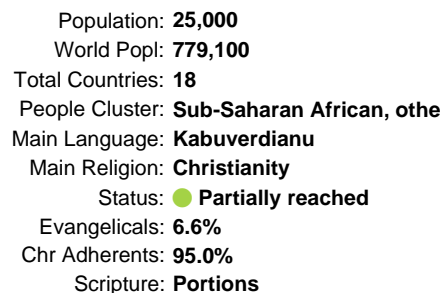 Population: 25,000
World Popl: 779,100
Total Countries: 18
People Cluster: Sub-Saharan African, othe
Main Language: Kabuverdianu
Main Religion: Christianity
Status: Partially reached
Evangelicals: 6.6%
Chr Adherents: 95.0%
Scripture: Portions